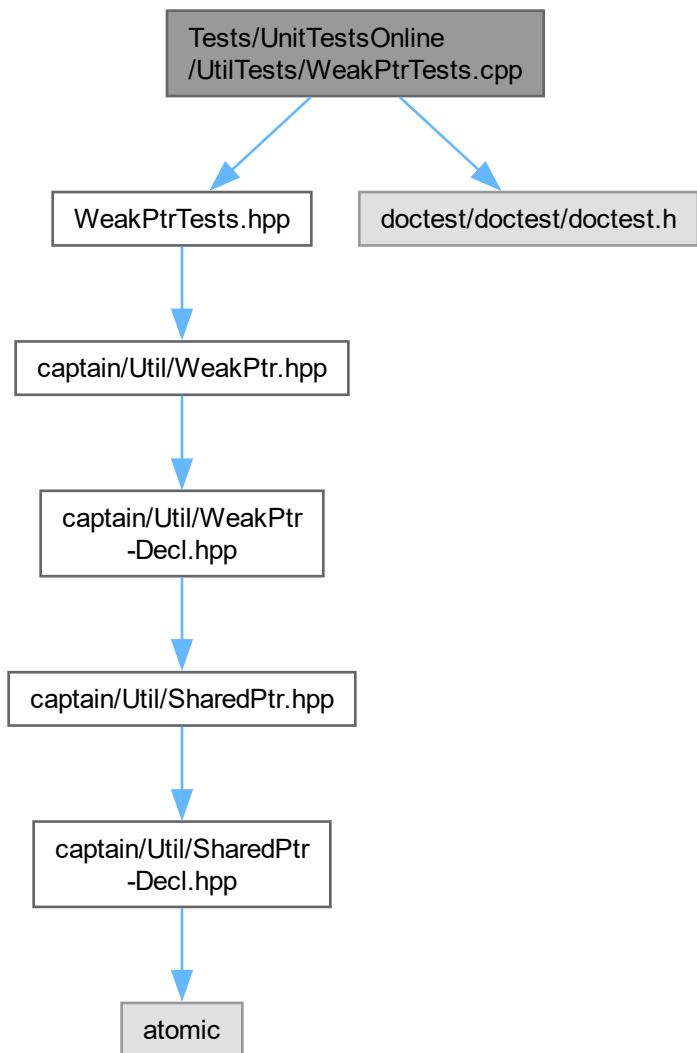 Tests/UnitTestsOnline
/UtilTests/WeakPtrTests.cpp
WeakPtrTests.hpp
doctest/doctest/doctest.h
captain/Util/WeakPtr.hpp
captain/Util/WeakPtr
-Decl.hpp
captain/Util/SharedPtr.hpp
captain/Util/SharedPtr
-Decl.hpp
atomic